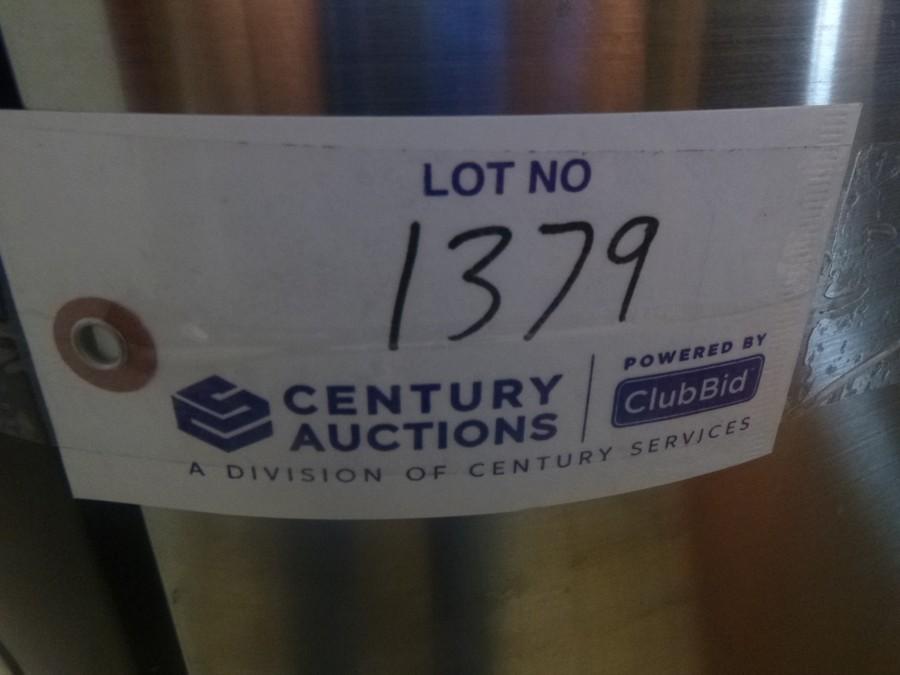 LOT NO
1379
CENTURY
AUCTIONS
POWERED BY
ClubBid
A DIVISION OF CENTURY SERVICES